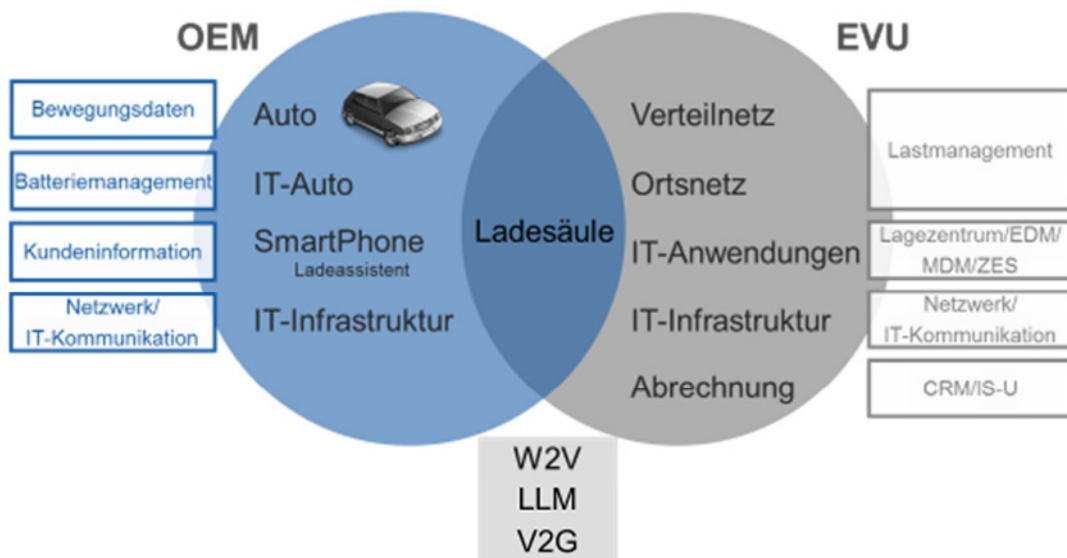 OEM
EVU
Bewegungsdaten
Batteriemanagement
Kundeninformation
Netzwerk/
IT-Kommunikation
Auto
IT-Auto
SmartPhone
Ladeassistent
IT-Infrastruktur
Ladesäule
Verteilnetz
Ortsnetz
IT-Anwendungen
IT-Infrastruktur
Abrechnung
Lastmanagement
Lagezentrum/EDM/
MDM/ZES
Netzwerk/
IT-Kommunikation
CRM/IS-U
W2V
LLM
V2G